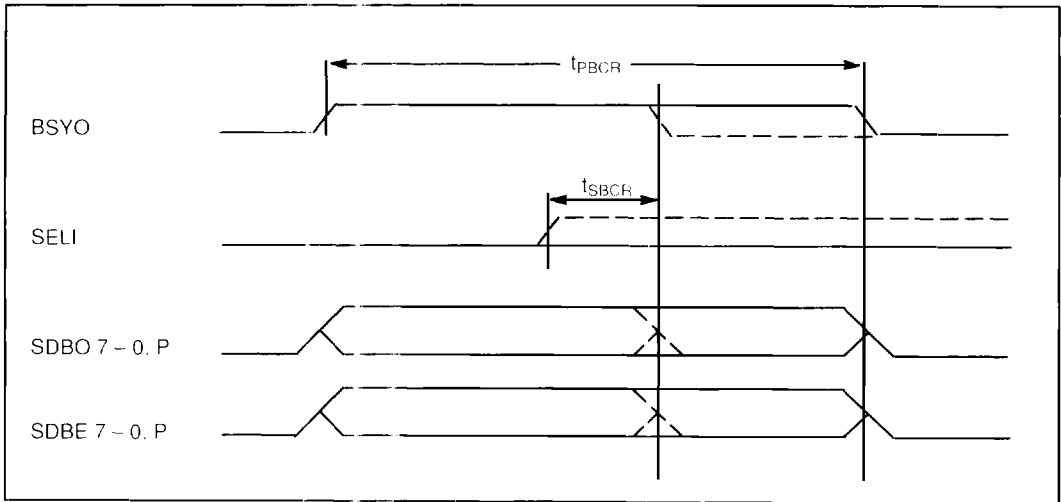 tPBCR
BSYO
tSBCR
SELI
SDBO 7 – 0. P
SDBE 7 – 0. P